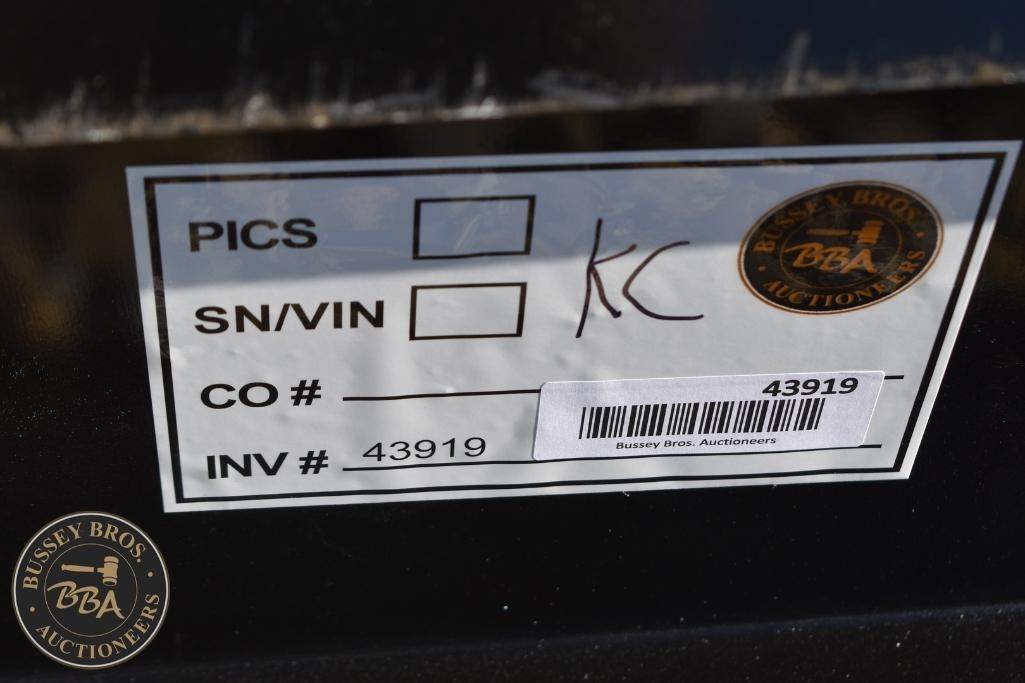 PICS
KC
BUSSEY BROS.
BBA
AUCTIONEERS
SN/VIN
CO #
43919
Bussey Bros. Auctioneers
INV # 43919
BUSSEY BROS.
BBA
AUCTIONEERS